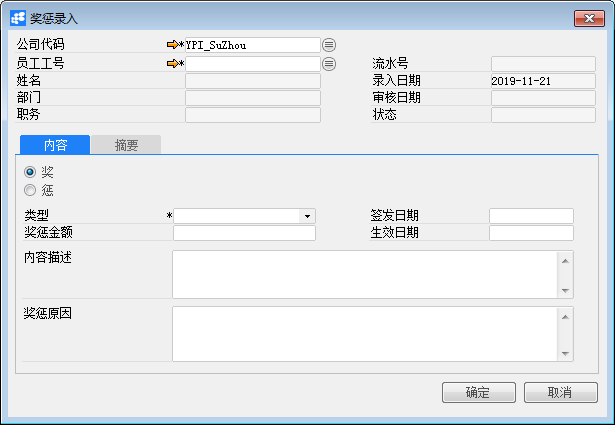 奖惩录入
公司代码 * YPI_SuZhou
员工工号 * 流水号
姓名 录入日期 2019-11-21
部门 审核日期
职务 状态
内容 摘要
奖
惩
类型 * 签发日期
奖惩金额 生效日期
内容描述
奖惩原因
确定 取消